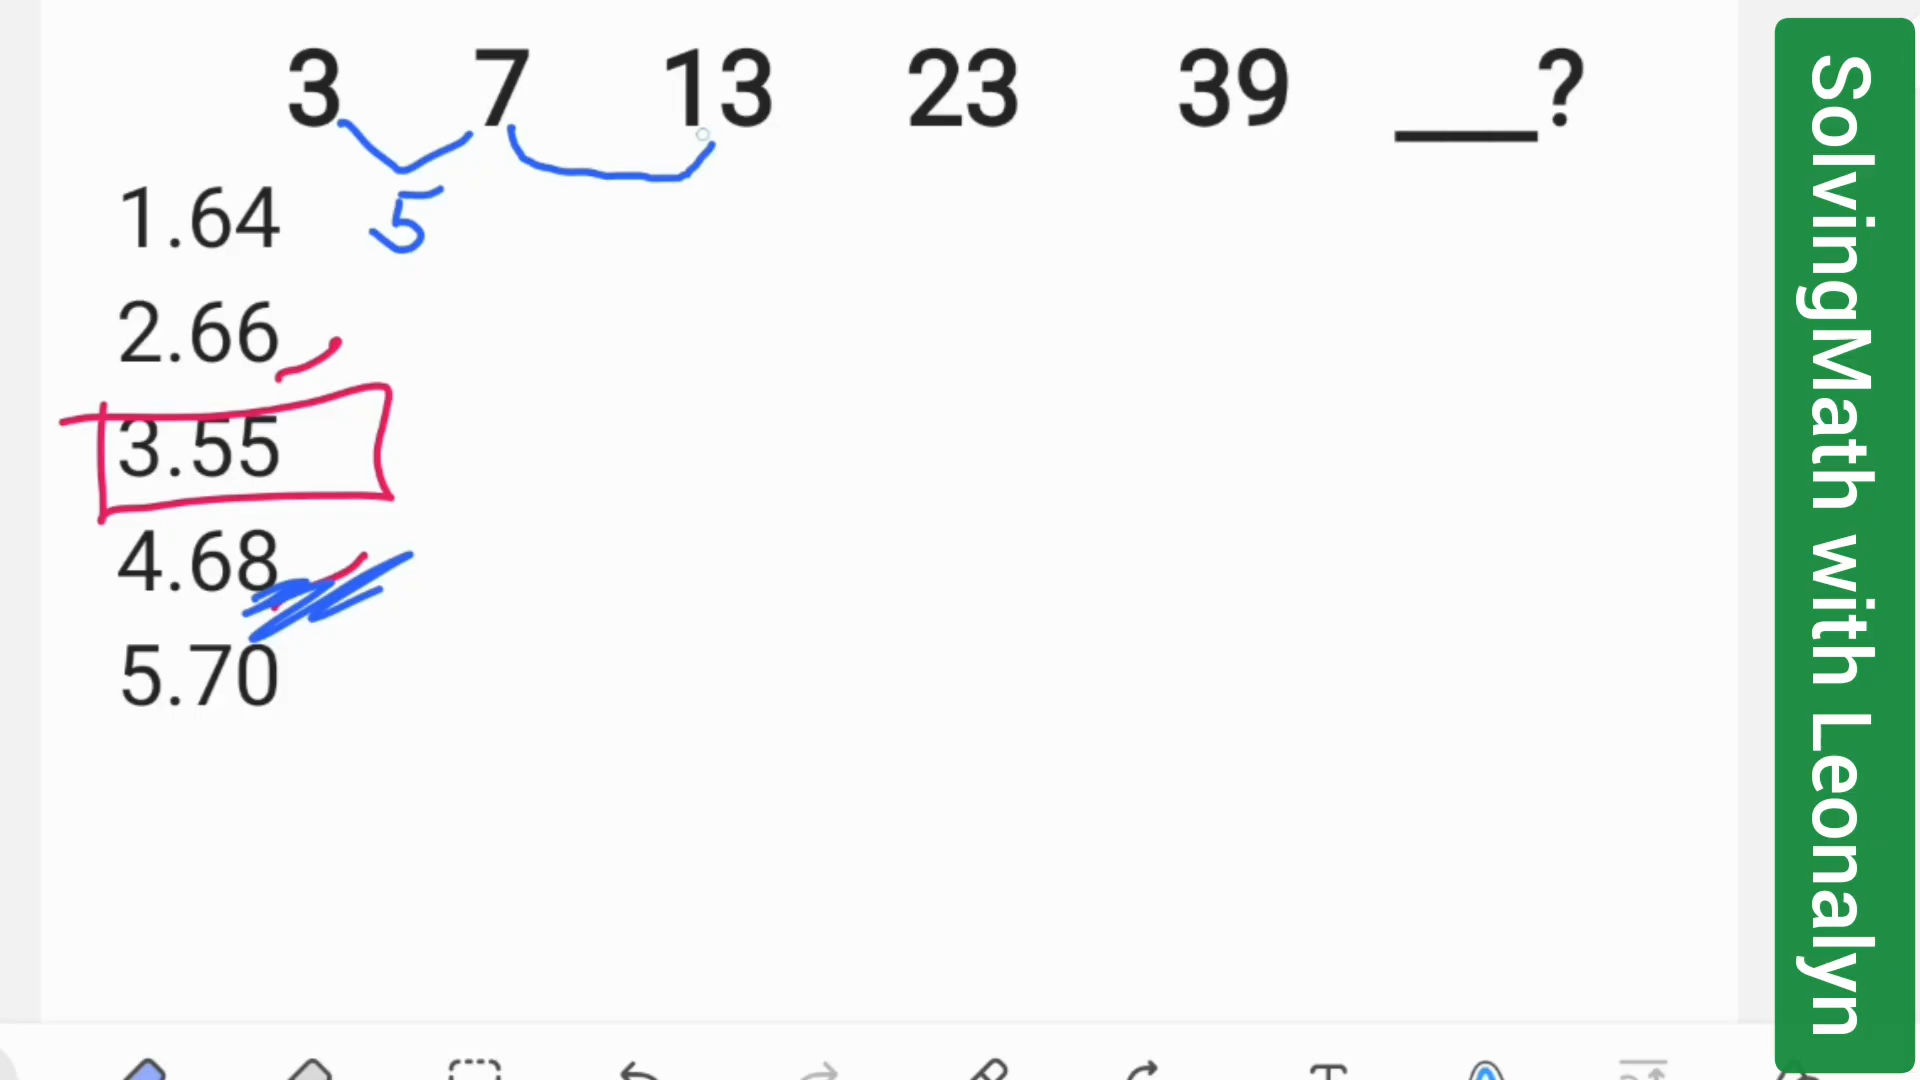 3 7 13 23 39 ___?
1.64
5
2.66
3.55
4.68
5.70
SolvingMath with Leonalyn
T